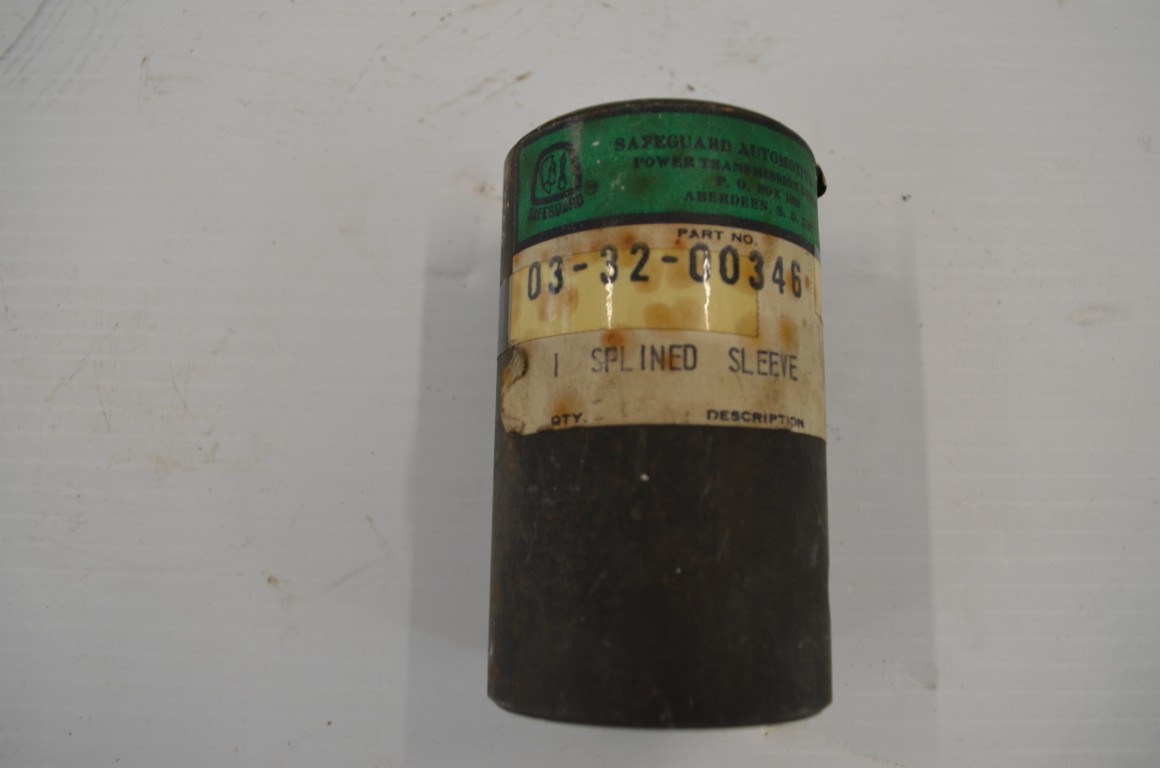 SAFEGUARD AUTOMOTIVE
POWER TRANSMISSION
P. O. BOX
ABERDEEN, S. D.
SAFEGUARD
PART NO.
03-32-00346
1 SPLINED SLEEVE
QTY. DESCRIPTION